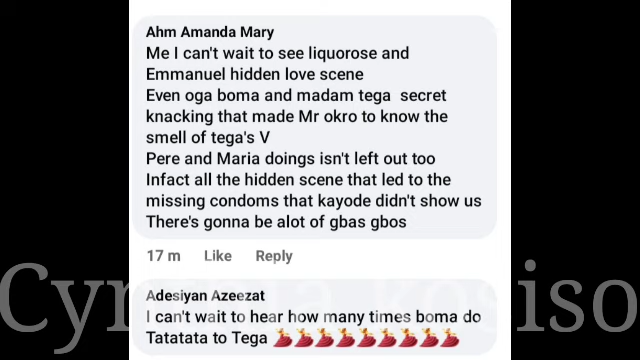 Ahm Amanda Mary
Me I can't wait to see liquorose and
Emmanuel hidden love scene
Even oga boma and madam tega secret
knacking that made Mr okro to know the
smell of tega's V
Pere and Maria doings isn't left out too
Infact all the hidden scene that led to the
missing condoms that kayode didn't show us
There's gonna be alot of gbas gbos
17 m Like Reply
Adesiyan Azeezat
I can't wait to hear how many times boma do
Tatatata to Tega 💃💃💃💃💃💃💃💃💃